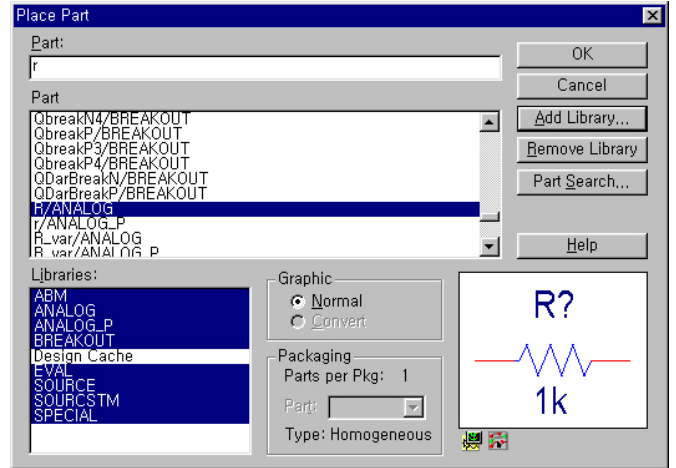 Place Part
Part:
r
OK
Cancel
Part
Add Library...
QbreakN4/BREAKOUT
QbreakP/BREAKOUT
QbreakP3/BREAKOUT
QbreakP4/BREAKOUT
QDarBreakN/BREAKOUT
QDarBreakP/BREAKOUT
R/ANALOG
r/ANALOG_P
R_var/ANALOG
R_var/ANALOG_P
Remove Library
Part Search...
Help
Libraries:
ABM
ANALOG
ANALOG_P
BREAKOUT
Design Cache
EVAL
SOURCE
SOURCSTM
SPECIAL
Graphic
Normal
Convert
Packaging
Parts per Pkg: 1
Part:
Type: Homogeneous
R?
1k